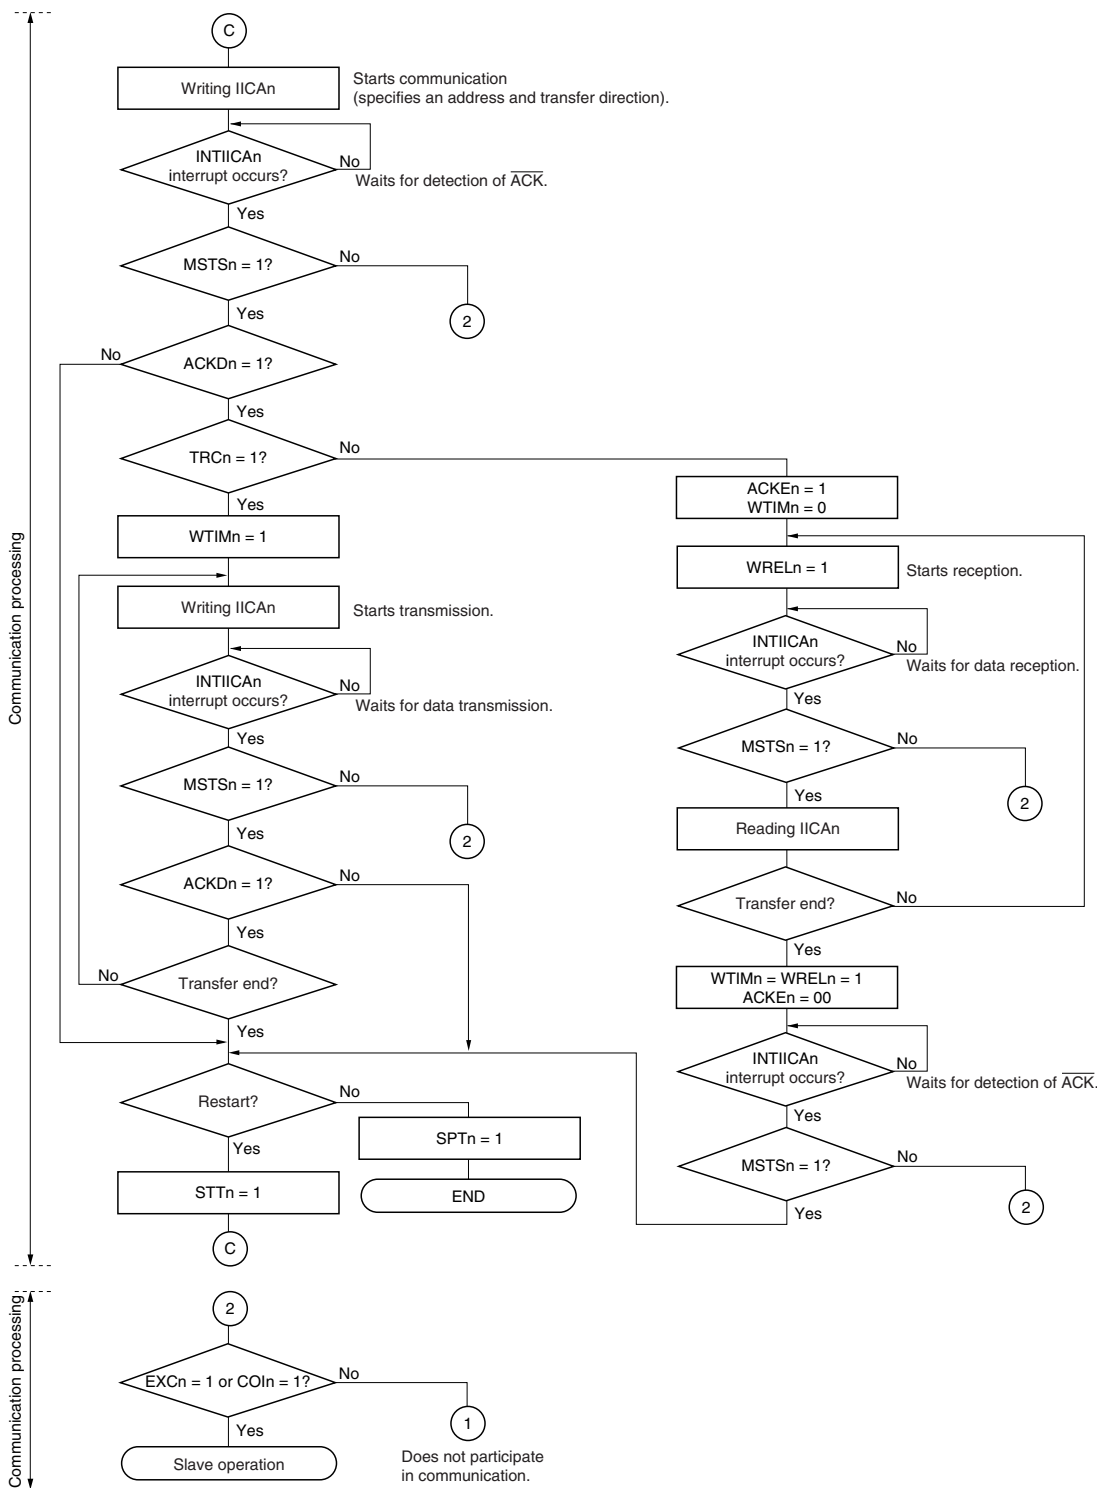 C
Writing IICAn
Starts communication
(specifies an address and transfer direction).
INTIICAn
interrupt occurs?
No
Waits for detection of ACK.
Yes
MSTSn = 1?
No
2
Yes
ACKDn = 1?
No
Yes
TRCn = 1?
No
Yes
WTIMn = 1
Writing IICAn
Starts transmission.
INTIICAn
interrupt occurs?
No
Waits for data transmission.
Yes
MSTSn = 1?
No
2
Yes
ACKDn = 1?
No
Yes
Transfer end?
No
Yes
ACKEn = 1
WTIMn = 0
WRELn = 1
Starts reception.
INTIICAn
interrupt occurs?
No
Waits for data reception.
Yes
MSTSn = 1?
No
2
Yes
Reading IICAn
Transfer end?
No
Yes
WTIMn = WRELn = 1
ACKEn = 00
INTIICAn
interrupt occurs?
No
Waits for detection of ACK.
Yes
MSTSn = 1?
No
2
Yes
Restart?
No
SPTn = 1
END
Yes
STTn = 1
C
Communication processing
2
EXCn = 1 or COIn = 1?
No
1
Does not participate
in communication.
Yes
Slave operation
Communication processing